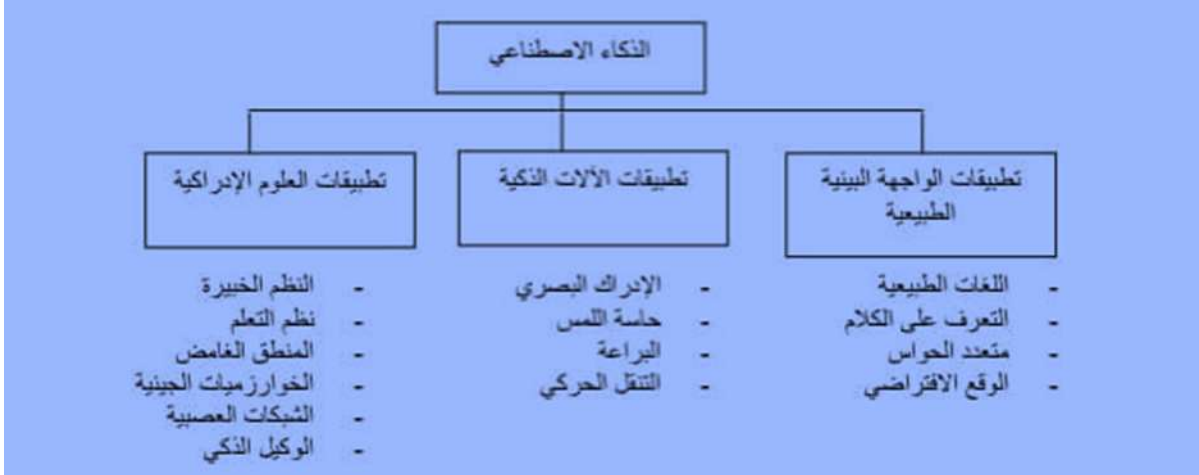 الذكاء الاصطناعي
تطبيقات الواجهة البينية
الطبيعية
- اللغات الطبيعية
- التعرف على الكلام
- متعدد الحواس
- الوقع الافتراضي
تطبيقات الآلات الذكية
- الإدراك البصري
- حاسة اللمس
- البراعة
- التنقل الحركي
تطبيقات العلوم الإدراكية
- النظم الخبيرة
- نظم التعلم
- المنطق الغامض
- الخوارزميات الجينية
- الشبكات العصبية
- الوكيل الذكي